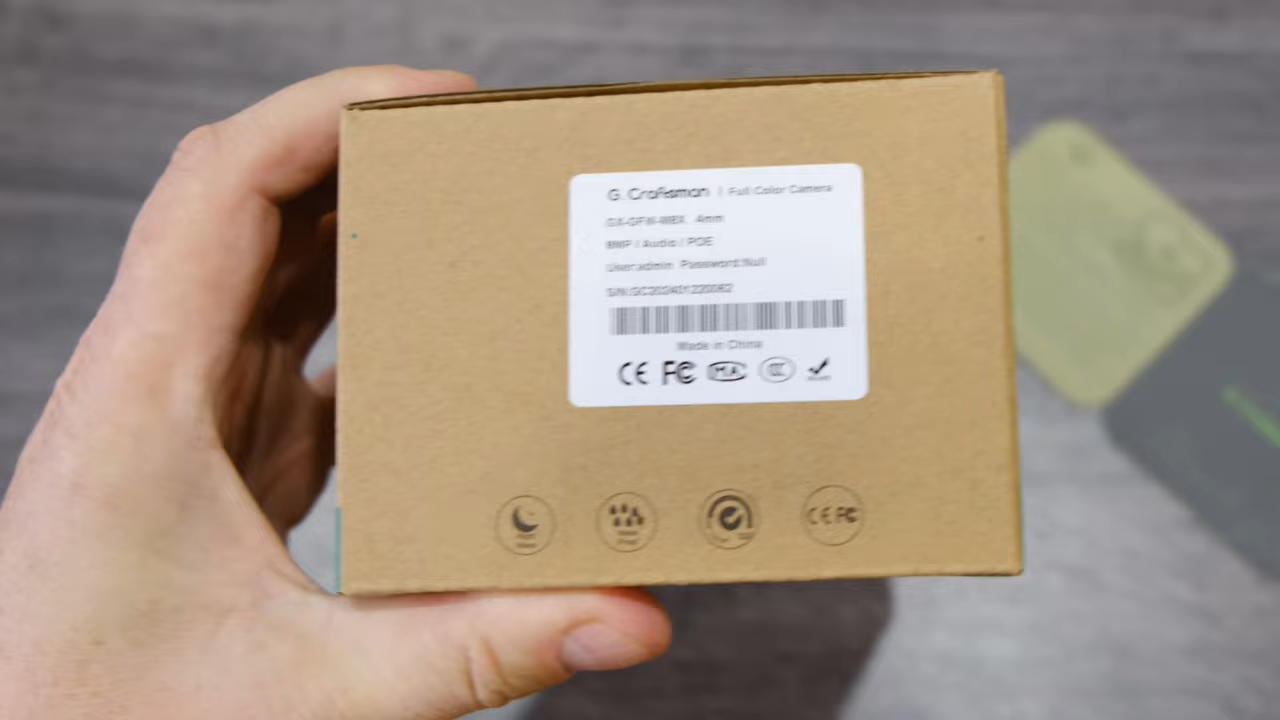 G. Craftsman | Full Color Camera
4mm
8MP / Audio / POE
User:admin Password:Null
Made in China
CE FC CCC
CE FC